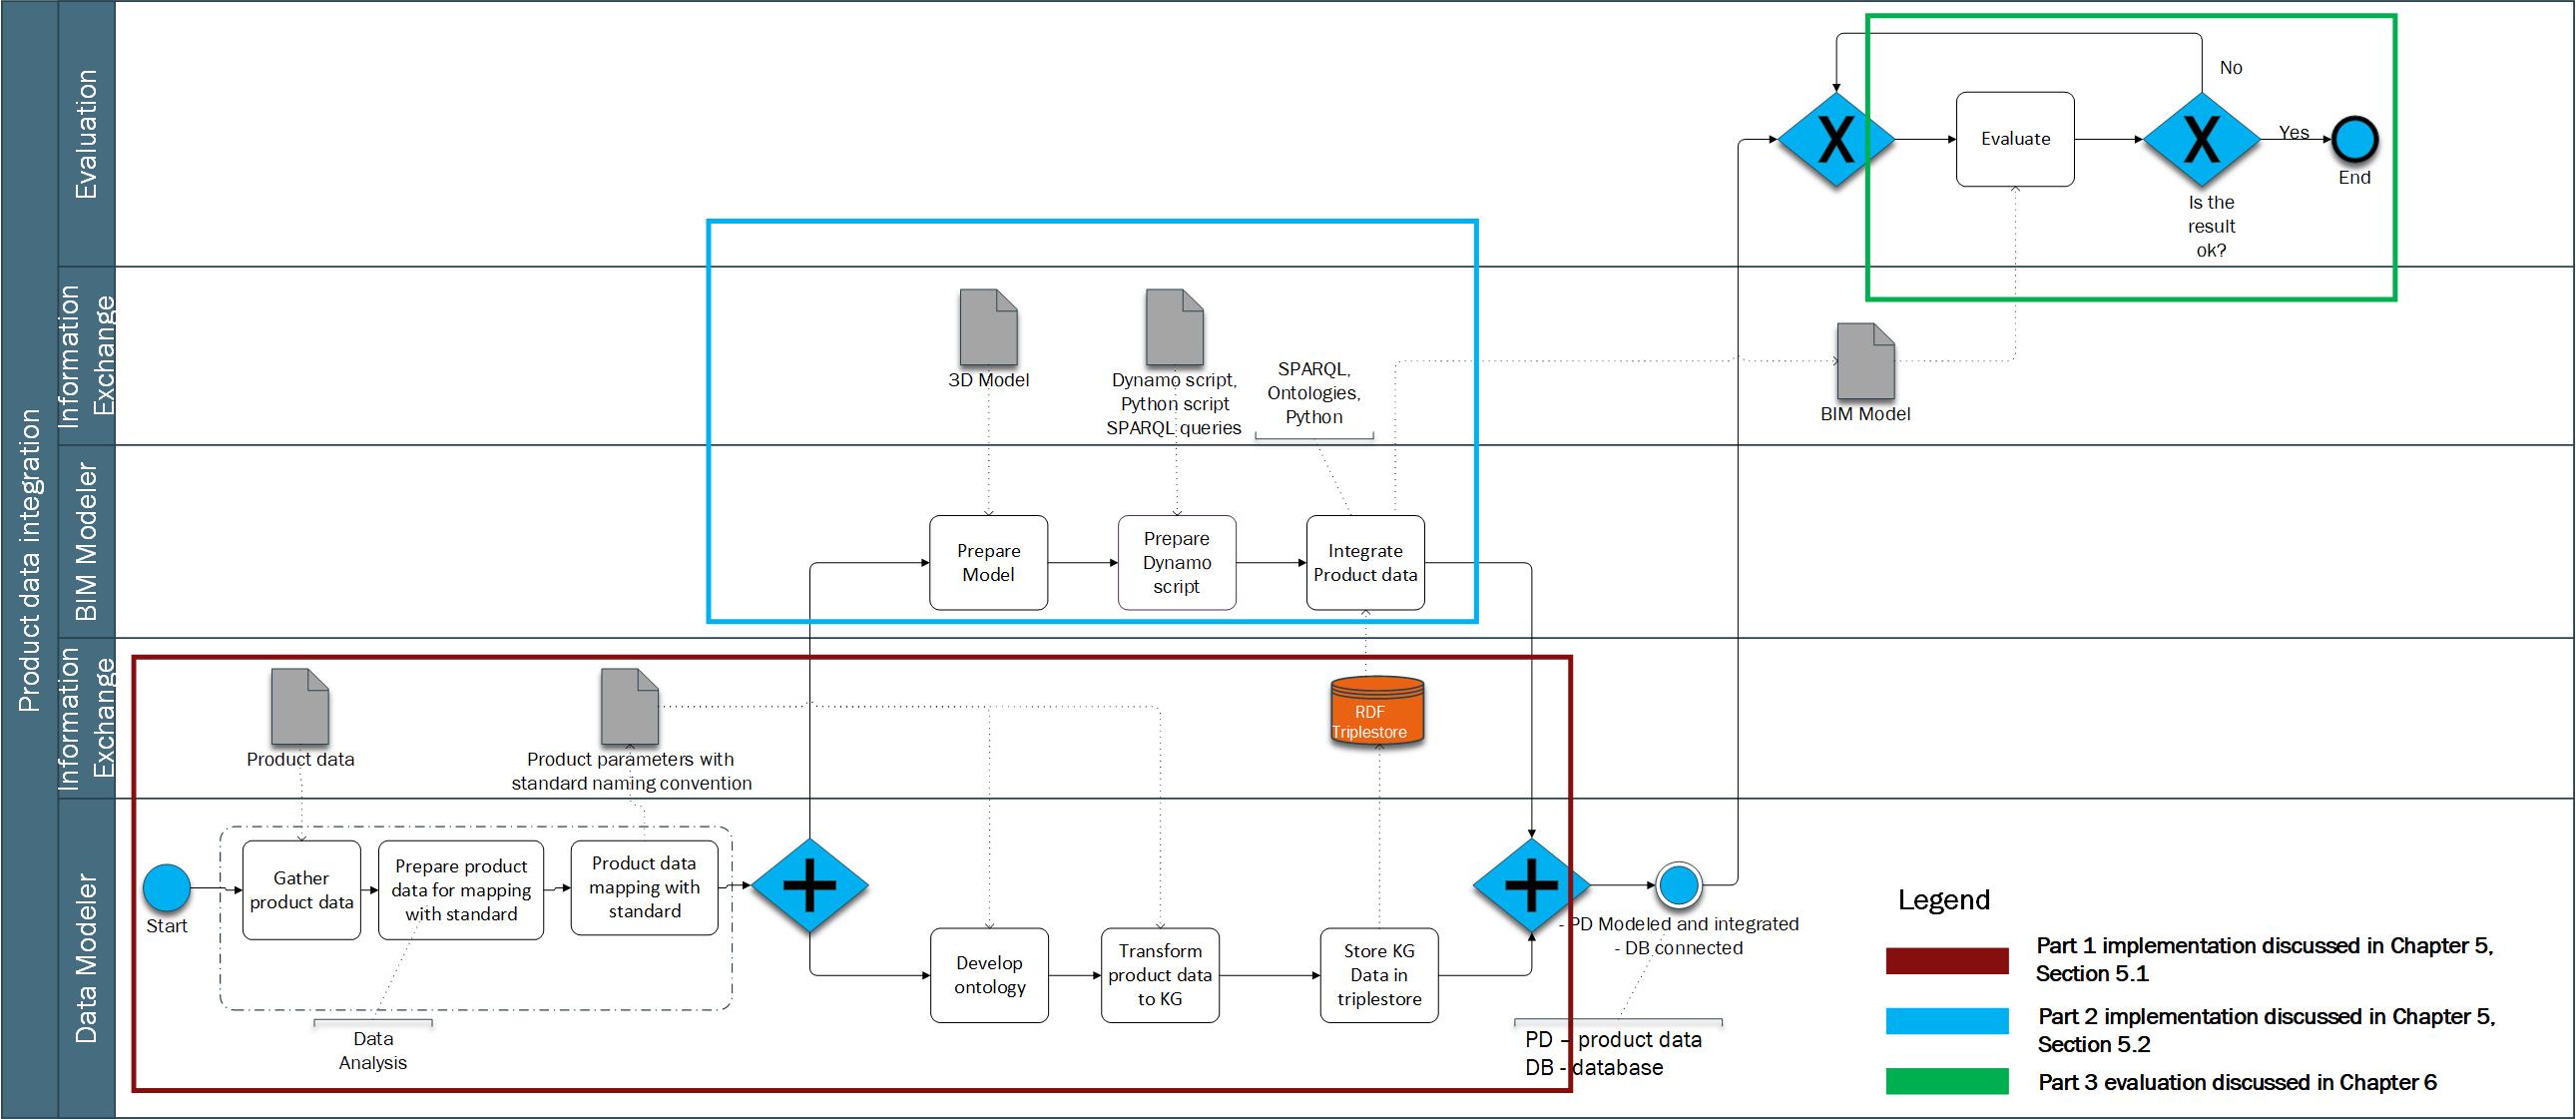 Product data integration
Evaluation
No
Evaluate
Yes
End
Is the
result
ok?
Information
Exchange
3D Model
Dynamo script,
Python script
SPARQL queries
SPARQL,
Ontologies,
Python
BIM Model
BIM Modeler
Prepare
Model
Prepare
Dynamo
script
Integrate
Product data
Information
Exchange
Product data
Product parameters with
standard naming convention
RDF
Triplestore
Data Modeler
Start
Gather
product data
Prepare product
data for mapping
with standard
Product data
mapping with
standard
Data
Analysis
Develop
ontology
Transform
product data
to KG
Store KG
Data in
triplestore
- PD Modeled and integrated
- DB connected
PD – product data
DB - database
Legend
Part 1 implementation discussed in Chapter 5,
Section 5.1
Part 2 implementation discussed in Chapter 5,
Section 5.2
Part 3 evaluation discussed in Chapter 6